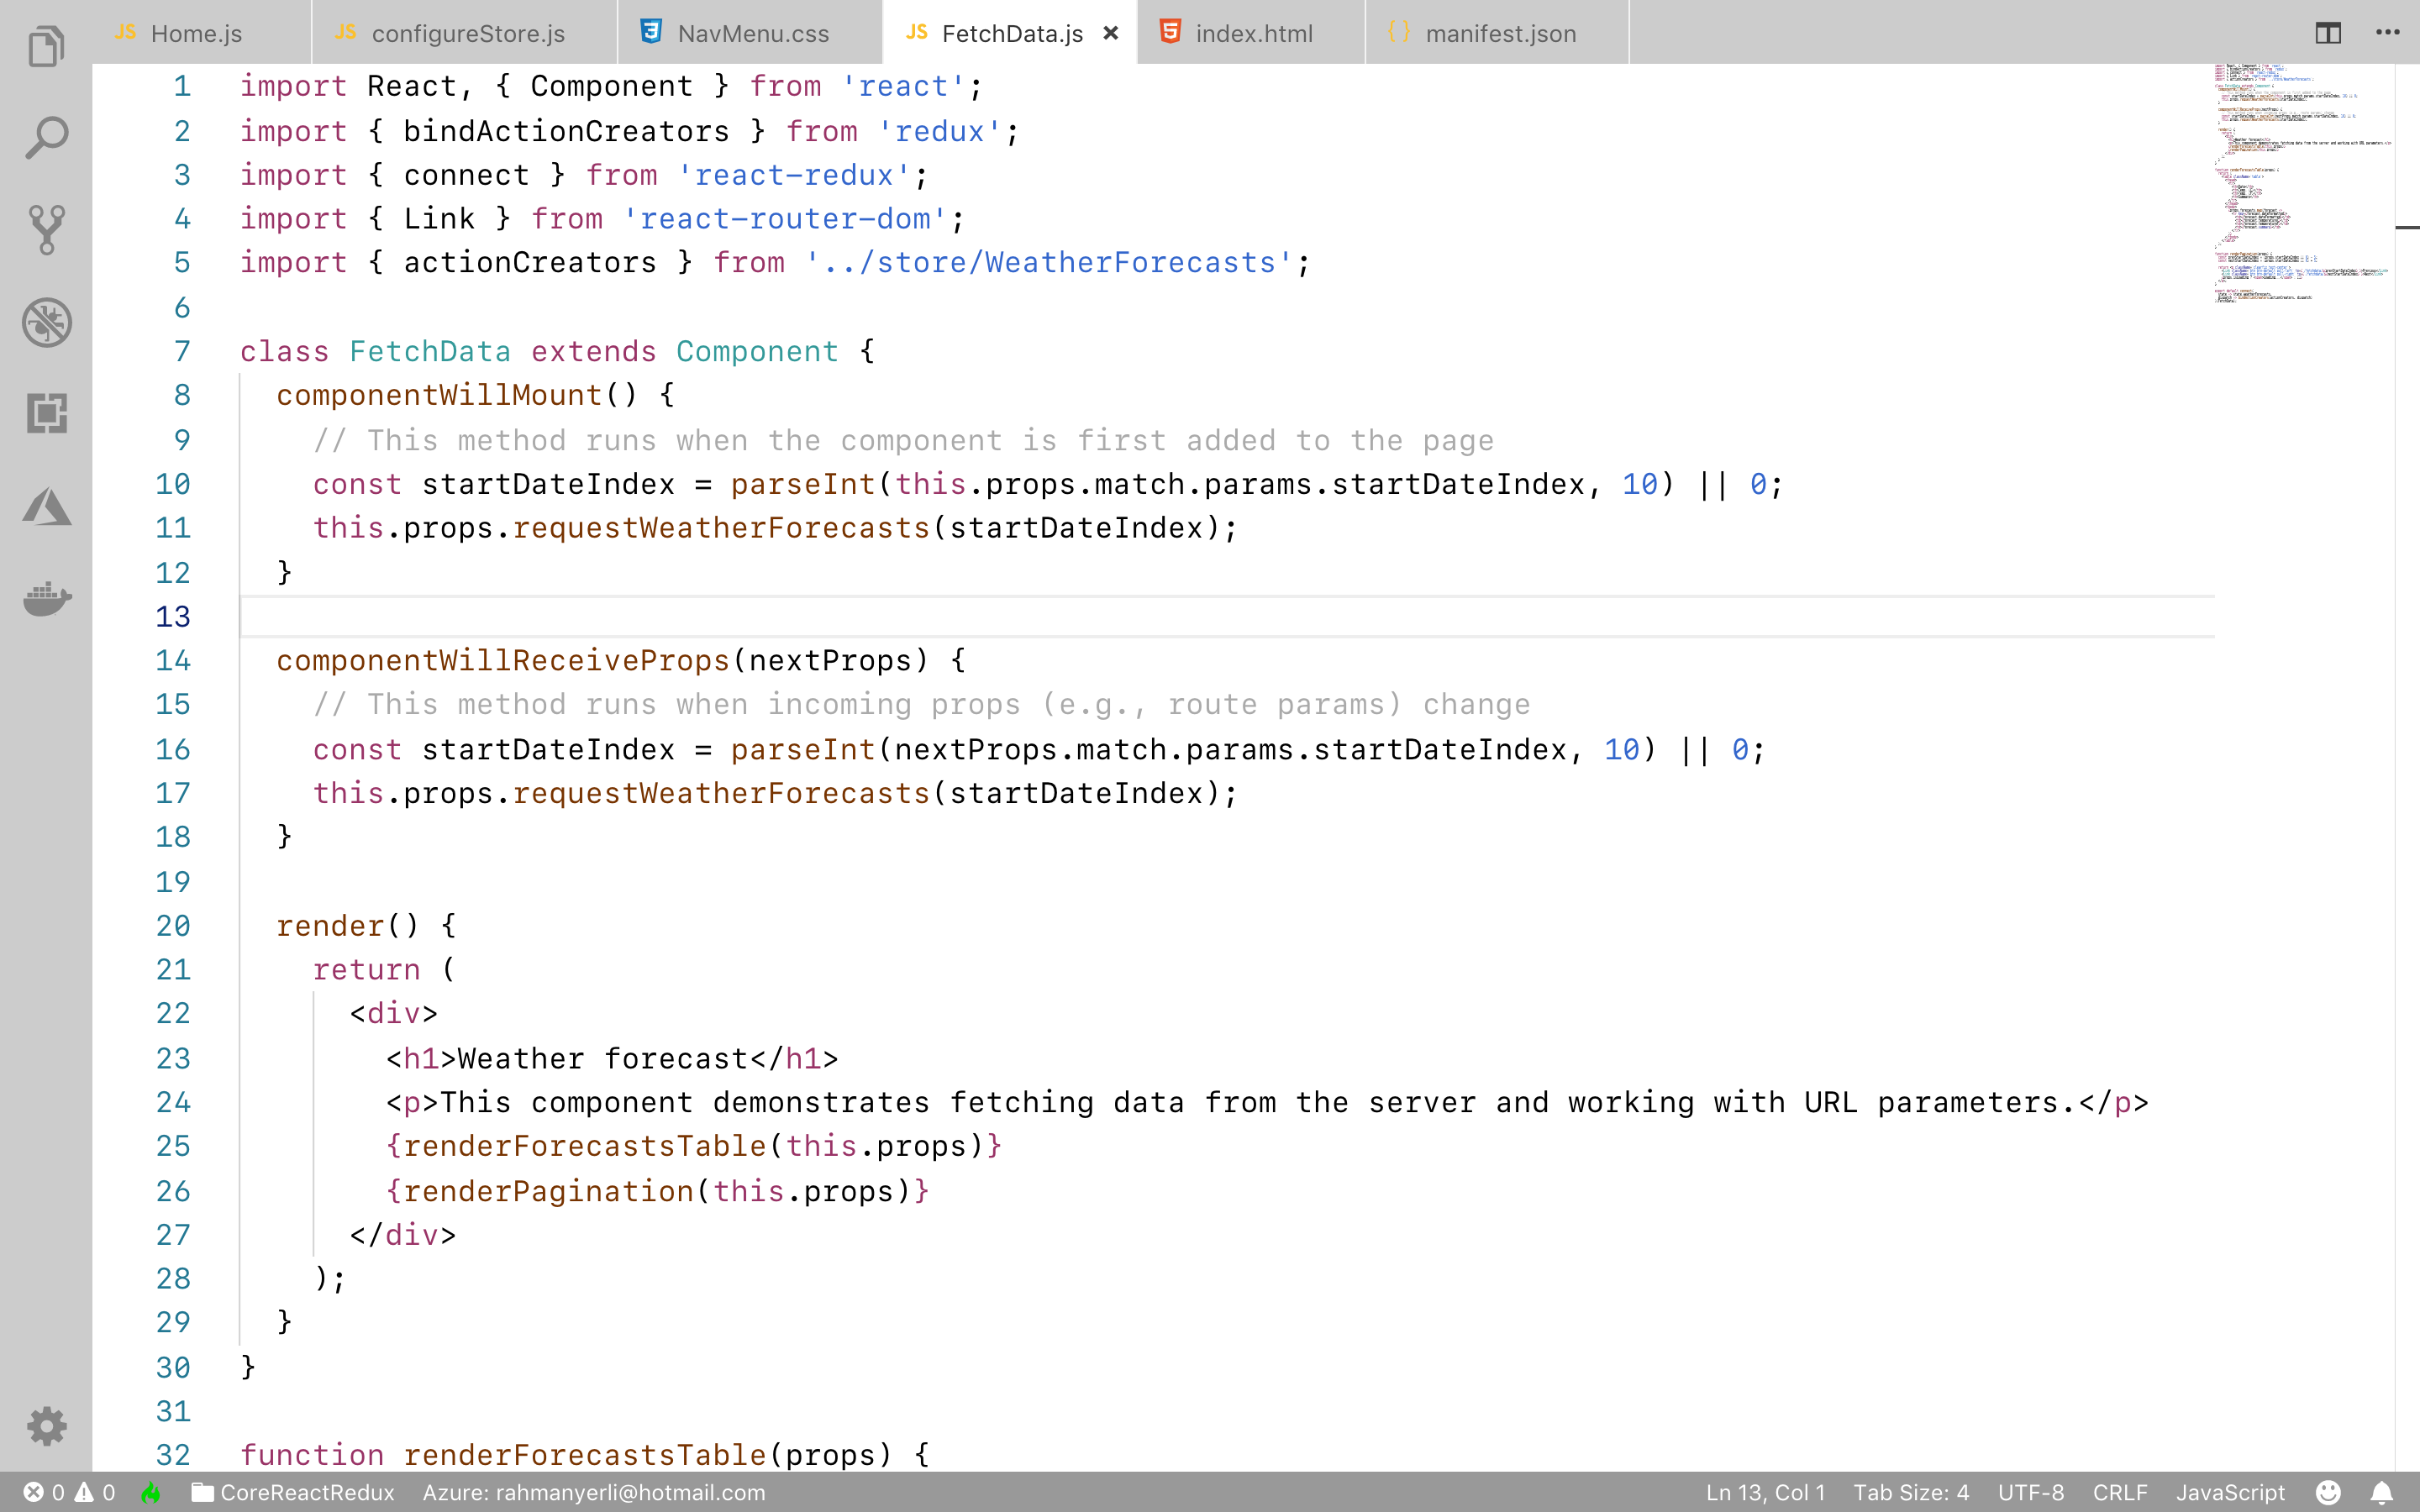 JS Home.js JS configureStore.js 3 NavMenu.css JS FetchData.js × 5 index.html {} manifest.json ...
1 import React, { Component } from 'react';
2 import { bindActionCreators } from 'redux';
3 import { connect } from 'react-redux';
4 import { Link } from 'react-router-dom';
5 import { actionCreators } from '../store/WeatherForecasts';
6
7 class FetchData extends Component {
8 componentWillMount() {
9 // This method runs when the component is first added to the page
10 const startDateIndex = parseInt(this.props.match.params.startDateIndex, 10) || 0;
11 this.props.requestWeatherForecasts(startDateIndex);
12 }
13
14 componentWillReceiveProps(nextProps) {
15 // This method runs when incoming props (e.g., route params) change
16 const startDateIndex = parseInt(nextProps.match.params.startDateIndex, 10) || 0;
17 this.props.requestWeatherForecasts(startDateIndex);
18 }
19
20 render() {
21 return (
22 <div>
23 <h1>Weather forecast</h1>
24 <p>This component demonstrates fetching data from the server and working with URL parameters.</p>
25 {renderForecastsTable(this.props)}
26 {renderPagination(this.props)}
27 </div>
28 );
29 }
30 }
31
32 function renderForecastsTable(props) {
0 0 CoreReactRedux Azure: rahmanyerli@hotmail.com Ln 13, Col 1 Tab Size: 4 UTF-8 CRLF JavaScript